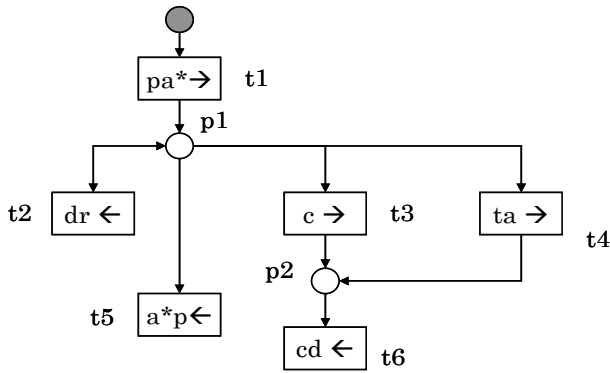 pa*→ t1
p1
t2 dr ← c → t3 ta → t4
p2
t5 a*p←
cd ← t6